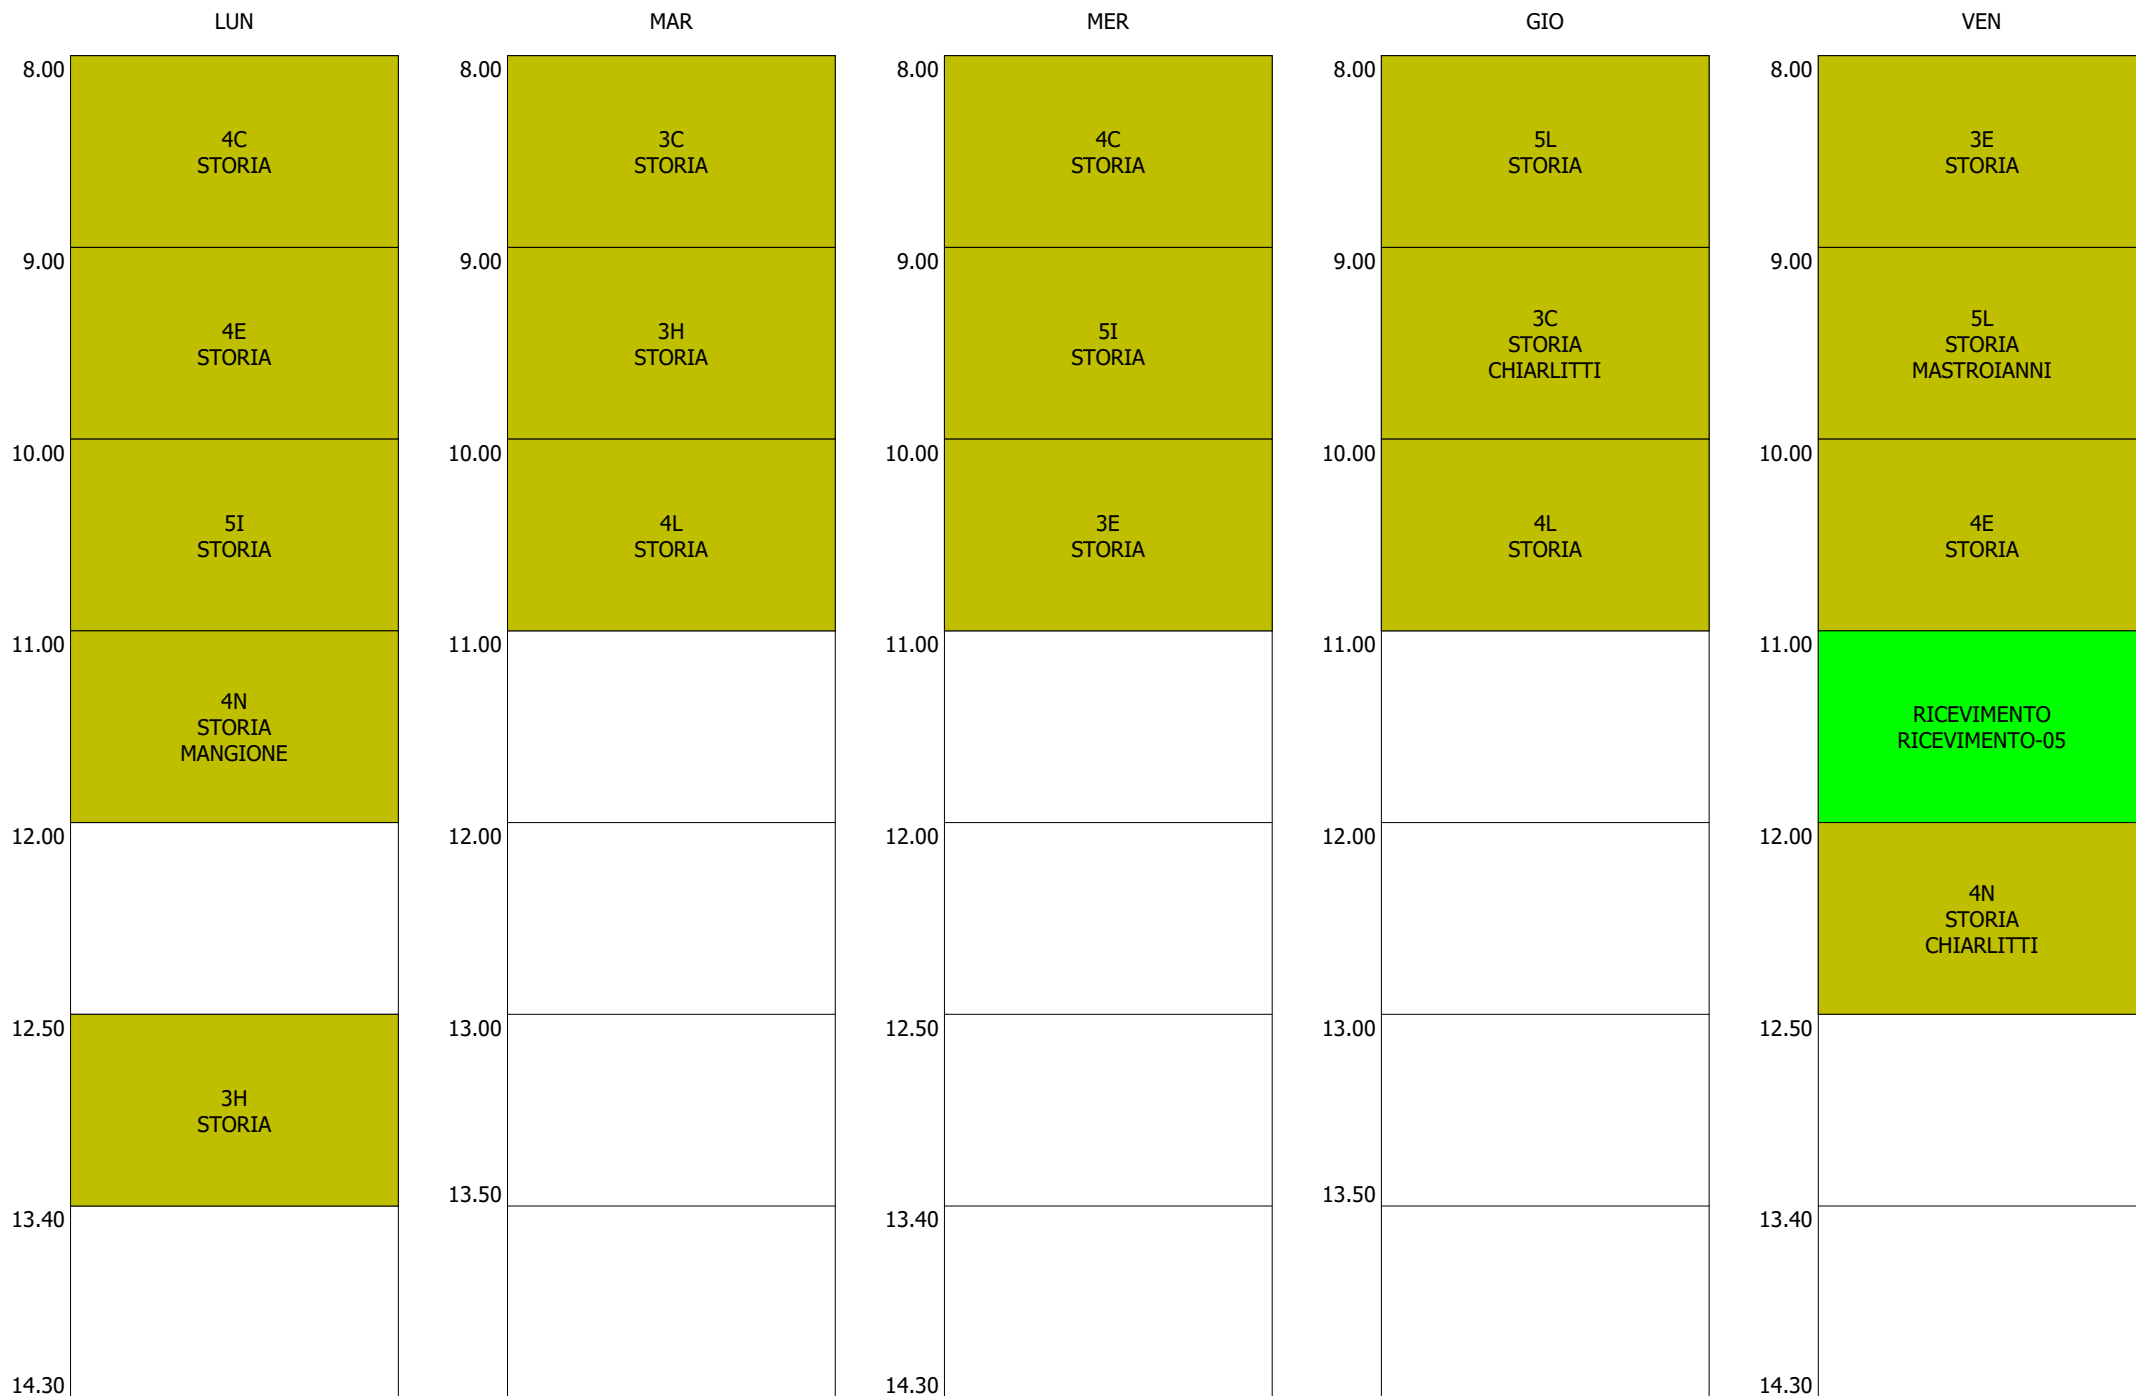 LUN
MAR
MER
GIO
VEN
8.00
4C
STORIA
9.00
4E
STORIA
10.00
5I
STORIA
11.00
4N
STORIA
MANGIONE
12.00
12.50
3H
STORIA
13.40
14.30
8.00
3C
STORIA
9.00
3H
STORIA
10.00
4L
STORIA
11.00
12.00
13.00
13.50
8.00
4C
STORIA
9.00
5I
STORIA
10.00
3E
STORIA
11.00
12.00
12.50
13.40
14.30
8.00
5L
STORIA
9.00
3C
STORIA
CHIARLITTI
10.00
4L
STORIA
11.00
12.00
13.00
13.50
8.00
3E
STORIA
9.00
5L
STORIA
MASTROIANNI
10.00
4E
STORIA
11.00
RICEVIMENTO
RICEVIMENTO-05
12.00
4N
STORIA
CHIARLITTI
12.50
13.40
14.30